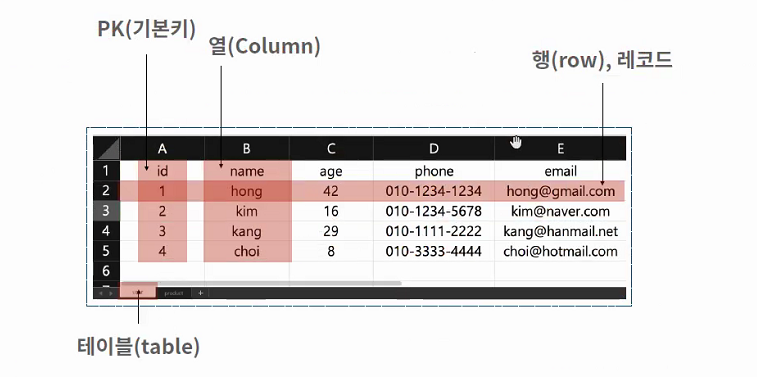 PK(기본키)
열(Column)
행(row), 레코드
A B C D E
1 id name age phone email
2 1 hong 42 010-1234-1234 hong@gmail.com
3 2 kim 16 010-1234-5678 kim@naver.com
4 3 kang 29 010-1111-2222 kang@hanmail.net
5 4 choi 8 010-3333-4444 choi@hotmail.com
6
product +
테이블(table)